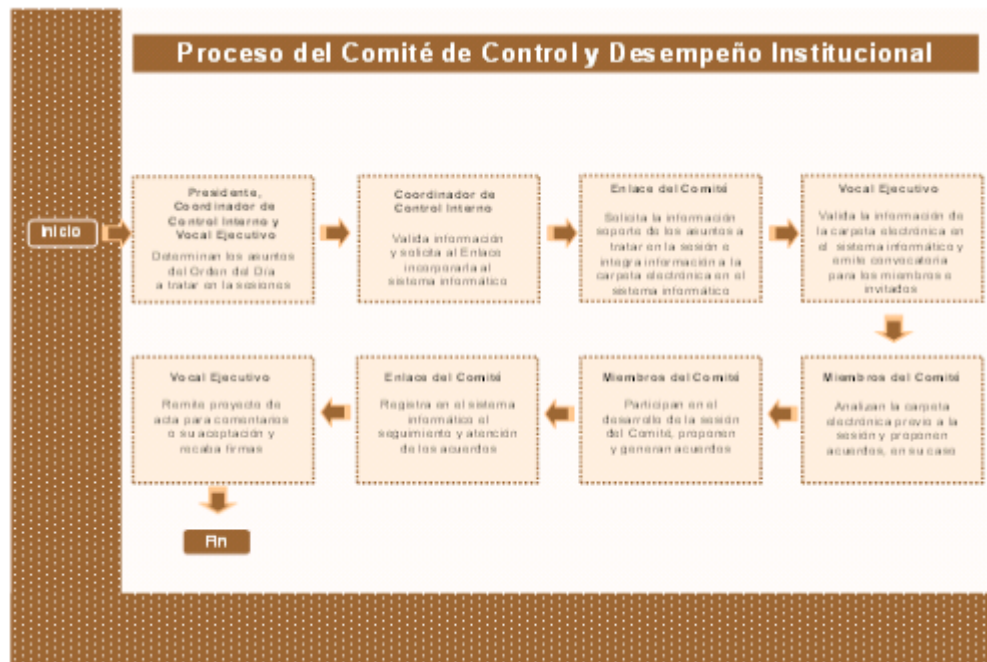 Proceso del Comité de Control y Desempeño Institucional
Inicio
Presidente,
Coordinador de
Control Interno y
Vocal Ejecutivo
Determinan los asuntos
del Orden del Día
a tratar en la sesiones
Coordinador de
Control Interno
Valida información
y solicita al Enlace
incorporarla al
sistema informático
Enlace del Comité
Solicita la información
soporte de los asuntos a
tratar en la sesión e
integra información a la
carpeta electrónica en el
sistema informático
Vocal Ejecutivo
Valida la información de
la carpeta electrónica en
el sistema informático y
emite convocatoria
para los miembros e
invitados
Miembros del Comité
Analizan la carpeta
electrónica previo a la
sesión y proponen
acuerdos, en su caso
Miembros del Comité
Participan en el
desarrollo de la sesión
del Comité, proponen
y generan acuerdos
Enlace del Comité
Registra en el sistema
informático el
seguimiento y atención
de los acuerdos
Vocal Ejecutivo
Remite proyecto de
acta para comentarios
o su aceptación y
recaba firmas
Fin